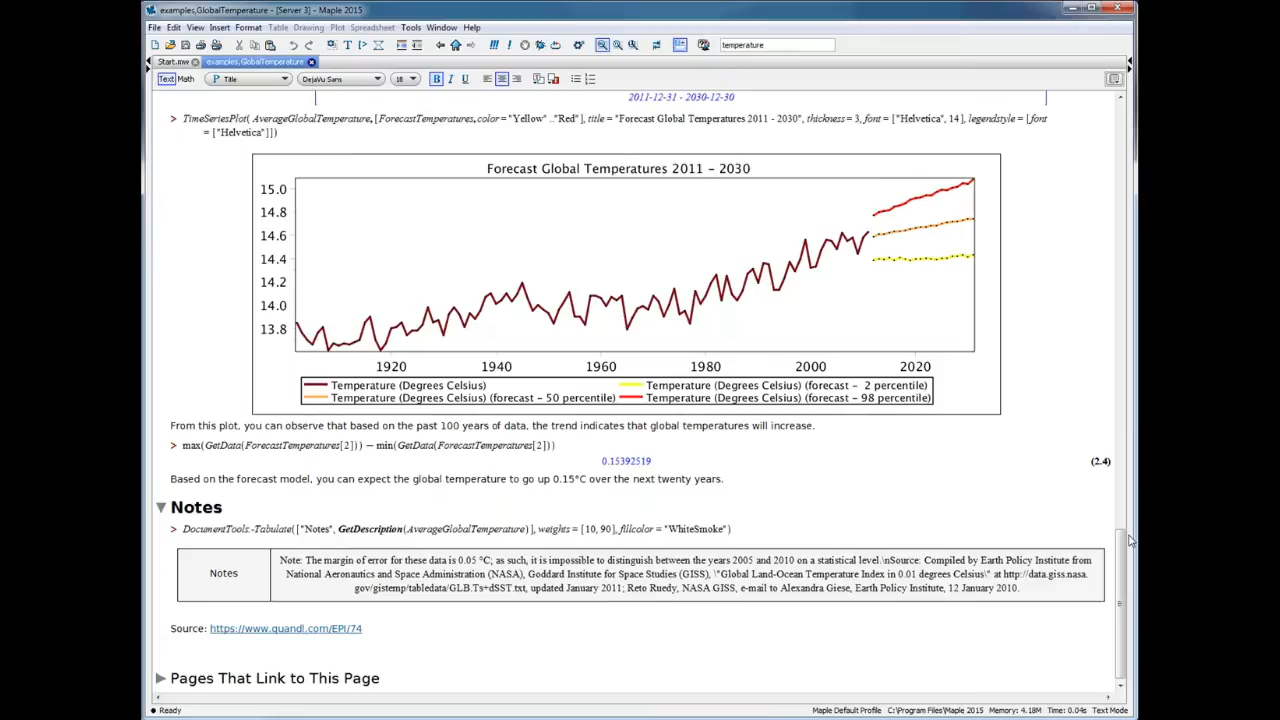 examples,GlobalTemperature - [Server 3] - Maple 2015
File Edit View Insert Format Table Drawing Plot Spreadsheet Tools Window Help
temperature
Start.mw examples,GlobalTemperature
Text Math P Title DejaVu Sans 18 B I U
2011-12-31 - 2030-12-30
> TimeSeriesPlot( AverageGlobalTemperature, [ForecastTemperatures, color = "Yellow" .. "Red"], title = "Forecast Global Temperatures 2011 - 2030", thickness = 3, font = ["Helvetica", 14], legendstyle = [font
= ["Helvetica"]])
Forecast Global Temperatures 2011 – 2030
15.0
14.8
14.6
14.4
14.2
14.0
13.8
1920 1940 1960 1980 2000 2020
Temperature (Degrees Celsius) Temperature (Degrees Celsius) (forecast – 2 percentile)
Temperature (Degrees Celsius) (forecast – 50 percentile) Temperature (Degrees Celsius) (forecast – 98 percentile)
From this plot, you can observe that based on the past 100 years of data, the trend indicates that global temperatures will increase.
> max(GetData(ForecastTemperatures[2])) − min(GetData(ForecastTemperatures[2]))
0.15392519 (2.4)
Based on the forecast model, you can expect the global temperature to go up 0.15°C over the next twenty years.
Notes
> DocumentTools:-Tabulate(["Notes", GetDescription(AverageGlobalTemperature)], weights = [10, 90], fillcolor = "WhiteSmoke")
Notes
Note: The margin of error for these data is 0.05 °C; as such, it is impossible to distinguish between the years 2005 and 2010 on a statistical level.\nSource: Compiled by Earth Policy Institute from
National Aeronautics and Space Administration (NASA), Goddard Institute for Space Studies (GISS), \"Global Land-Ocean Temperature Index in 0.01 degrees Celsius\" at http://data.giss.nasa.
gov/gistemp/tabledata/GLB.Ts+dSST.txt, updated January 2011; Reto Ruedy, NASA GISS, e-mail to Alexandra Giese, Earth Policy Institute, 12 January 2010.
Source: https://www.quandl.com/EPI/74
Pages That Link to This Page
Ready Maple Default Profile C:\Program Files\Maple 2015 Memory: 4.18M Time: 0.04s Text Mode